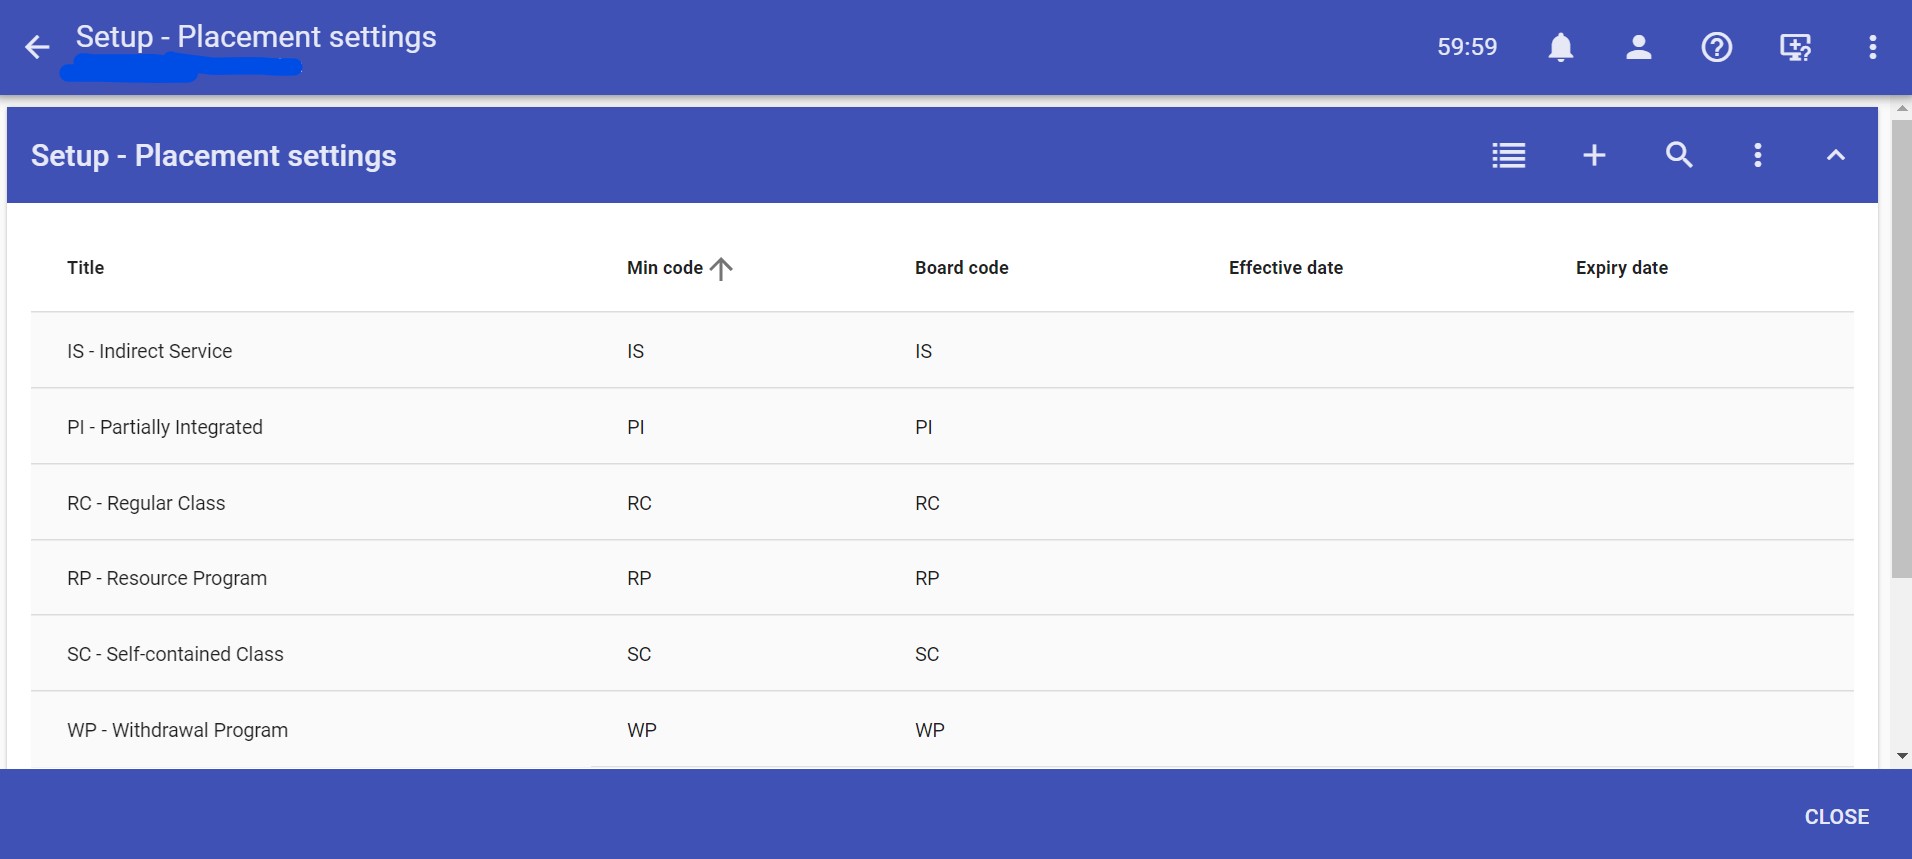 Setup - Placement settings
59:59
Setup - Placement settings
Title Min code Board code Effective date Expiry date
IS - Indirect Service IS IS
PI - Partially Integrated PI PI
RC - Regular Class RC RC
RP - Resource Program RP RP
SC - Self-contained Class SC SC
WP - Withdrawal Program WP WP
CLOSE